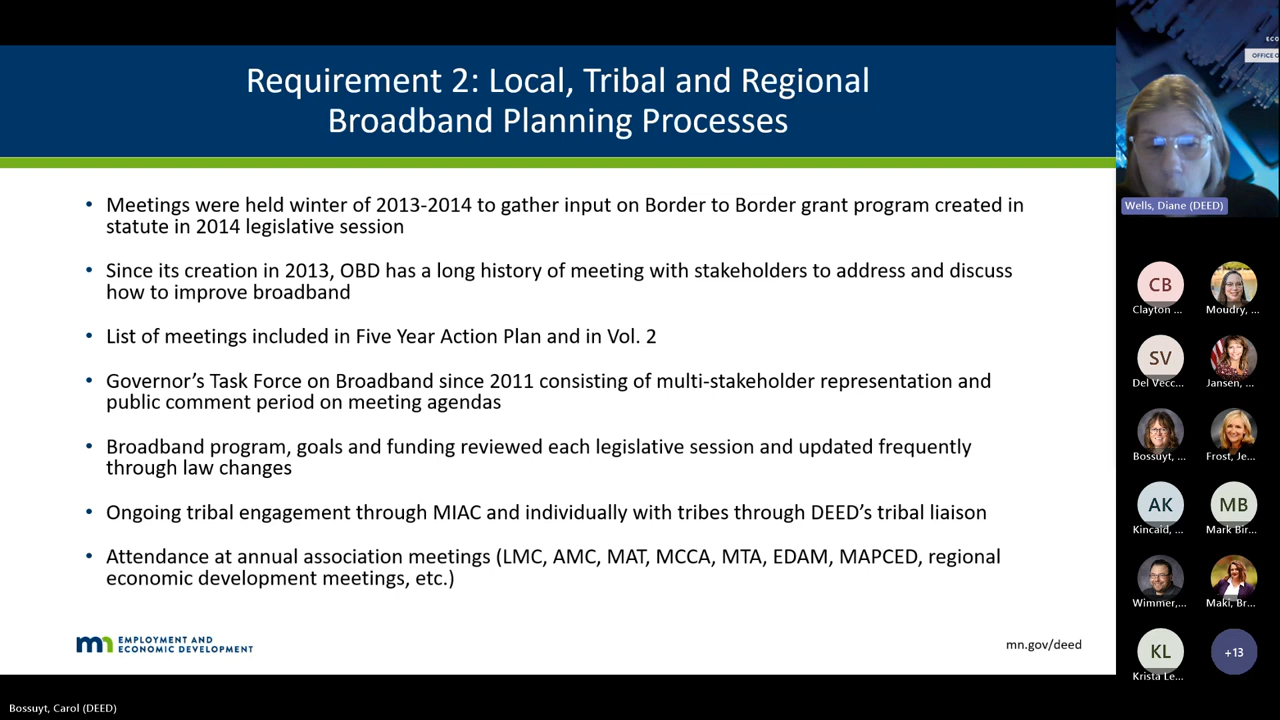 Requirement 2: Local, Tribal and Regional
Broadband Planning Processes
• Meetings were held winter of 2013-2014 to gather input on Border to Border grant program created in
statute in 2014 legislative session
• Since its creation in 2013, OBD has a long history of meeting with stakeholders to address and discuss
how to improve broadband
• List of meetings included in Five Year Action Plan and in Vol. 2
• Governor's Task Force on Broadband since 2011 consisting of multi-stakeholder representation and
public comment period on meeting agendas
• Broadband program, goals and funding reviewed each legislative session and updated frequently
through law changes
• Ongoing tribal engagement through MIAC and individually with tribes through DEED's tribal liaison
• Attendance at annual association meetings (LMC, AMC, MAT, MCCA, MTA, EDAM, MAPCED, regional
economic development meetings, etc.)
mn EMPLOYMENT AND
ECONOMIC DEVELOPMENT
mn.gov/deed
Bossuyt, Carol (DEED)
ECO
OFFICE O
Wells, Diane (DEED)
CB
Clayton ...
Moudry, ...
SV
Del Vecc...
Jansen, ...
Bossuyt, ...
Frost, Je...
AK
Kincaid, ...
MB
Mark Bir...
Wimmer,...
Maki, Br...
KL
Krista Le...
+13